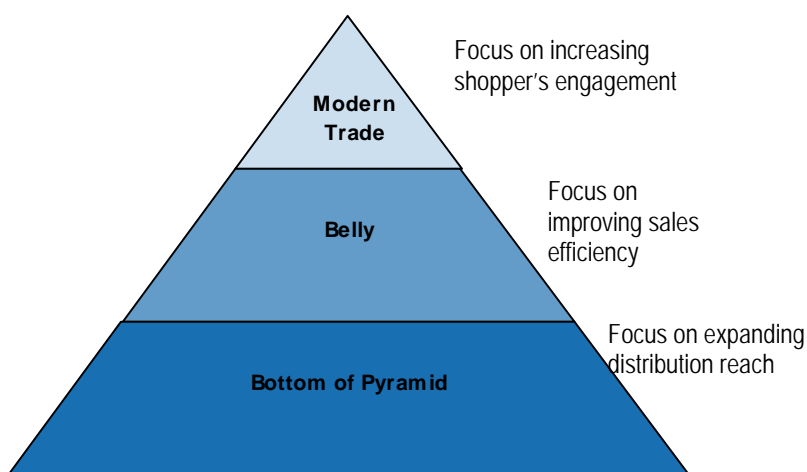 Focus on increasing
shopper's engagement
Modern
Trade
Focus on
improving sales
efficiency
Belly
Focus on expanding
distribution reach
Bottom of Pyramid